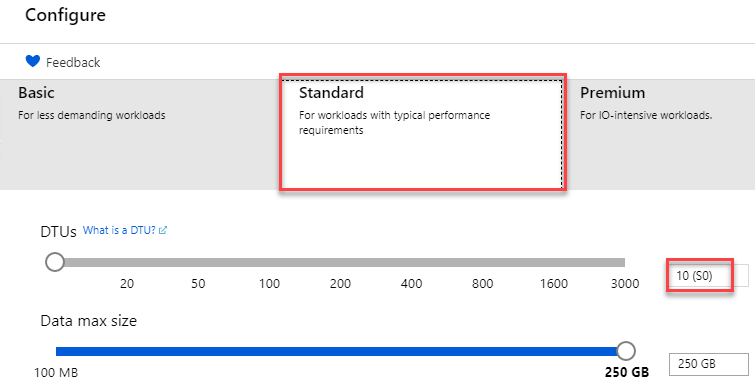 Configure
Feedback
Basic
For less demanding workloads
Standard
For workloads with typical performance
requirements
Premium
For IO-intensive workloads.
DTUs What is a DTU?
10 (S0)
20 50 100 200 400 800 1600 3000
Data max size
250 GB
100 MB 250 GB